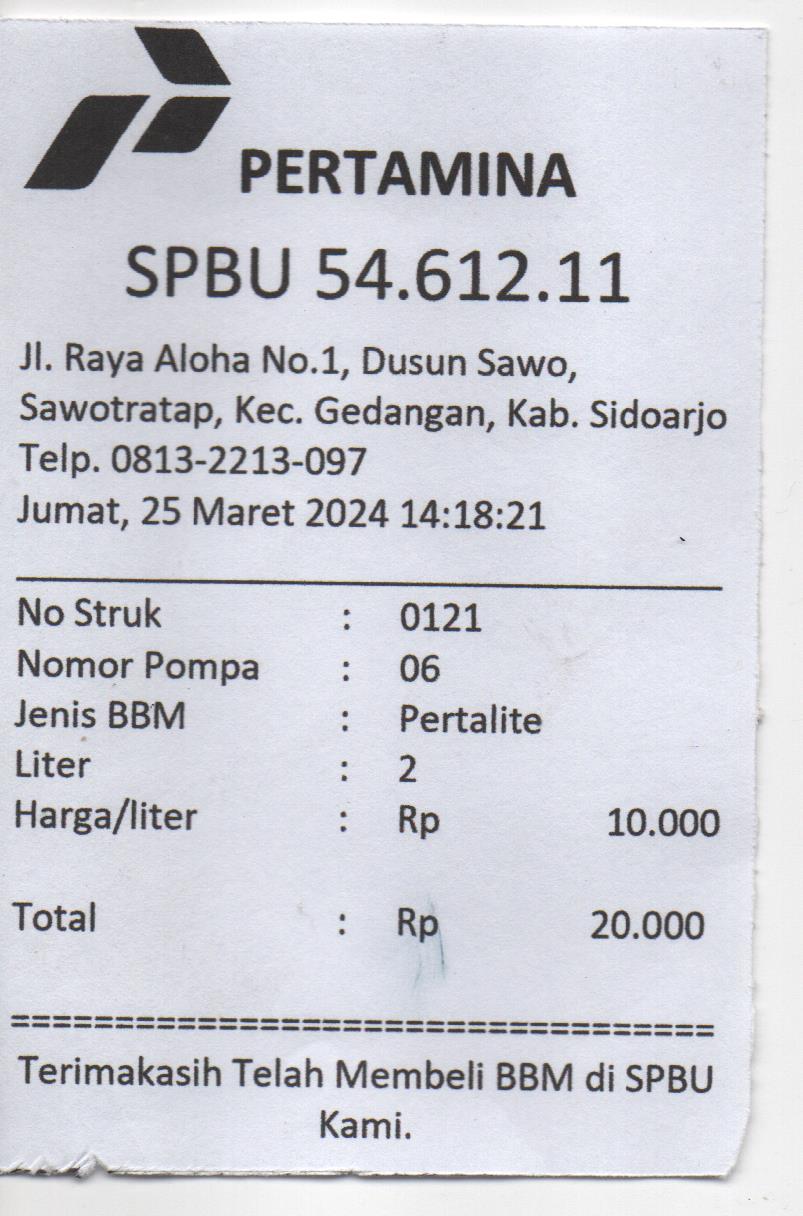 PERTAMINA
SPBU 54.612.11
Jl. Raya Aloha No.1, Dusun Sawo,
Sawotratap, Kec. Gedangan, Kab. Sidoarjo
Telp. 0813-2213-097
Jumat, 25 Maret 2024 14:18:21
No Struk : 0121
Nomor Pompa : 06
Jenis BBM : Pertalite
Liter : 2
Harga/liter : Rp 10.000
Total : Rp 20.000
==================================
Terimakasih Telah Membeli BBM di SPBU
Kami.